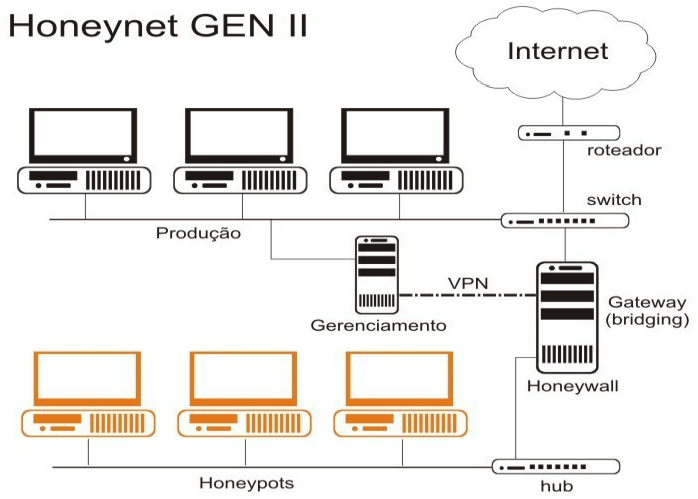 Honeynet GEN II
Internet
roteador
switch
Produção
VPN
Gateway
(bridging)
Gerenciamento
Honeywall
Honeypots
hub